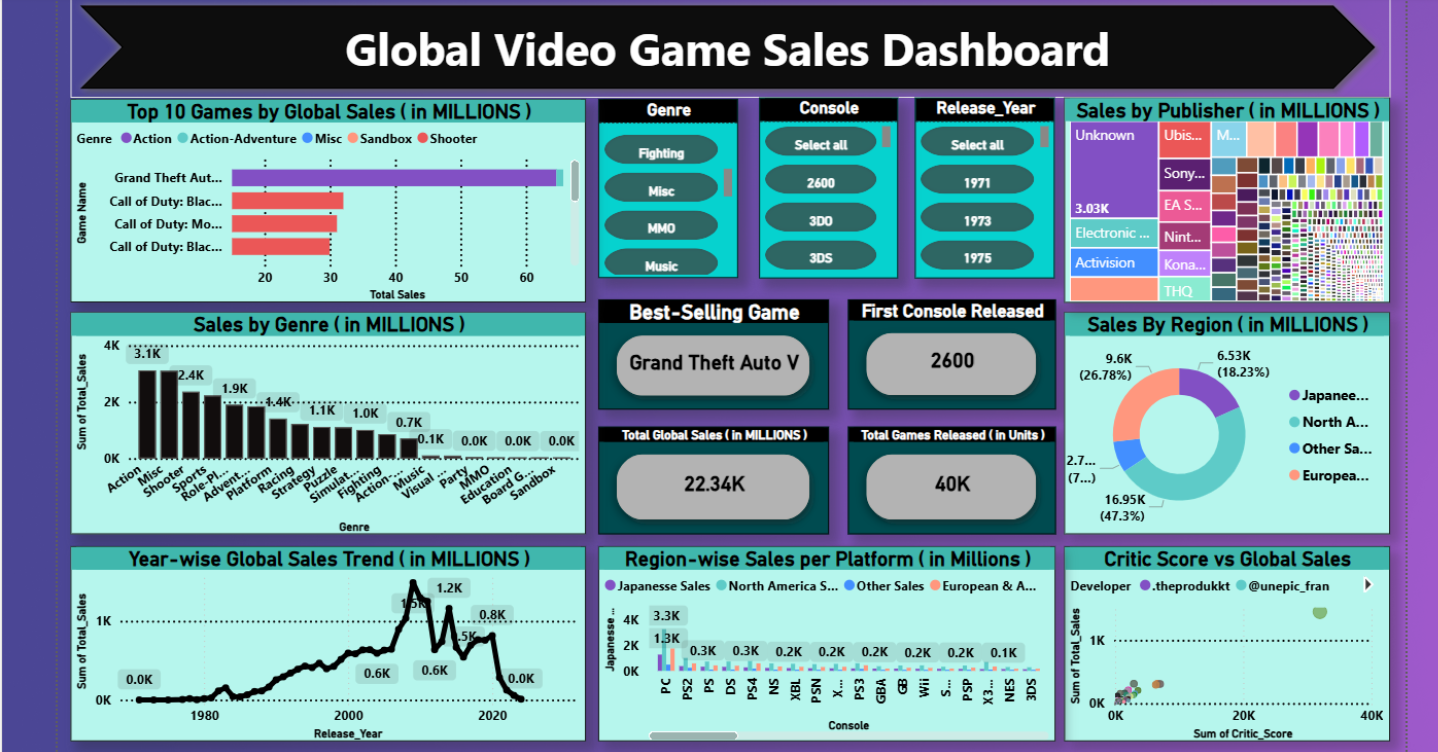 Global Video Game Sales Dashboard
Top 10 Games by Global Sales ( in MILLIONS )
Genre Action Action-Adventure Misc Sandbox Shooter
Game Name
Grand Theft Aut...
Call of Duty: Blac...
Call of Duty: Mo...
Call of Duty: Blac...
20 30 40 50 60
Total Sales
Genre
Fighting
Misc
MMO
Music
Console
Select all
2600
3DO
3DS
Release_Year
Select all
1971
1973
1975
Sales by Publisher ( in MILLIONS )
Unknown
3.03K
Electronic ...
Activision
Ubis...
Sony...
EA S...
Nint...
Kona...
THQ
M...
Sales by Genre ( in MILLIONS )
Sum of Total_Sales
4K
2K
0K
3.1K
2.4K
1.9K
1.4K
1.1K
1.0K
0.7K
0.1K
0.0K
0.0K
0.0K
Action
Misc
Shooter
Sports
Role-Pl...
Advent...
Platform
Racing
Strategy
Puzzle
Simulat...
Fighting
Action-...
Music
Visual ...
Party
MMO
Education
Board G...
Sandbox
Genre
Best-Selling Game
Grand Theft Auto V
First Console Released
2600
Total Global Sales ( in MILLIONS )
22.34K
Total Games Released ( in Units )
40K
Sales By Region ( in MILLIONS )
9.6K
(26.78%)
6.53K
(18.23%)
2.7...
(7...)
16.95K
(47.3%)
Japanee...
North A...
Other Sa...
Europea...
Year-wise Global Sales Trend ( in MILLIONS )
Sum of Total_Sales
1K
0K
0.0K
0.6K
1.5K
1.2K
0.6K
0.5K
0.8K
0.0K
1980 2000 2020
Release_Year
Region-wise Sales per Platform ( in Millions )
Japanesse Sales North America S... Other Sales European & A...
Japanesse ...
4K
2K
0K
3.3K
1.3K
0.3K
0.3K
0.2K
0.2K
0.2K
0.2K
0.2K
0.1K
PC
PS2
PS
DS
PS4
NS
XBL
PSN
X...
PS3
GBA
GB
Wii
S...
PSP
X3...
NES
3DS
Console
Critic Score vs Global Sales
Developer .theprodukkt @unepic_fran
Sum of Total_Sales
1K
0K
0K 20K 40K
Sum of Critic_Score